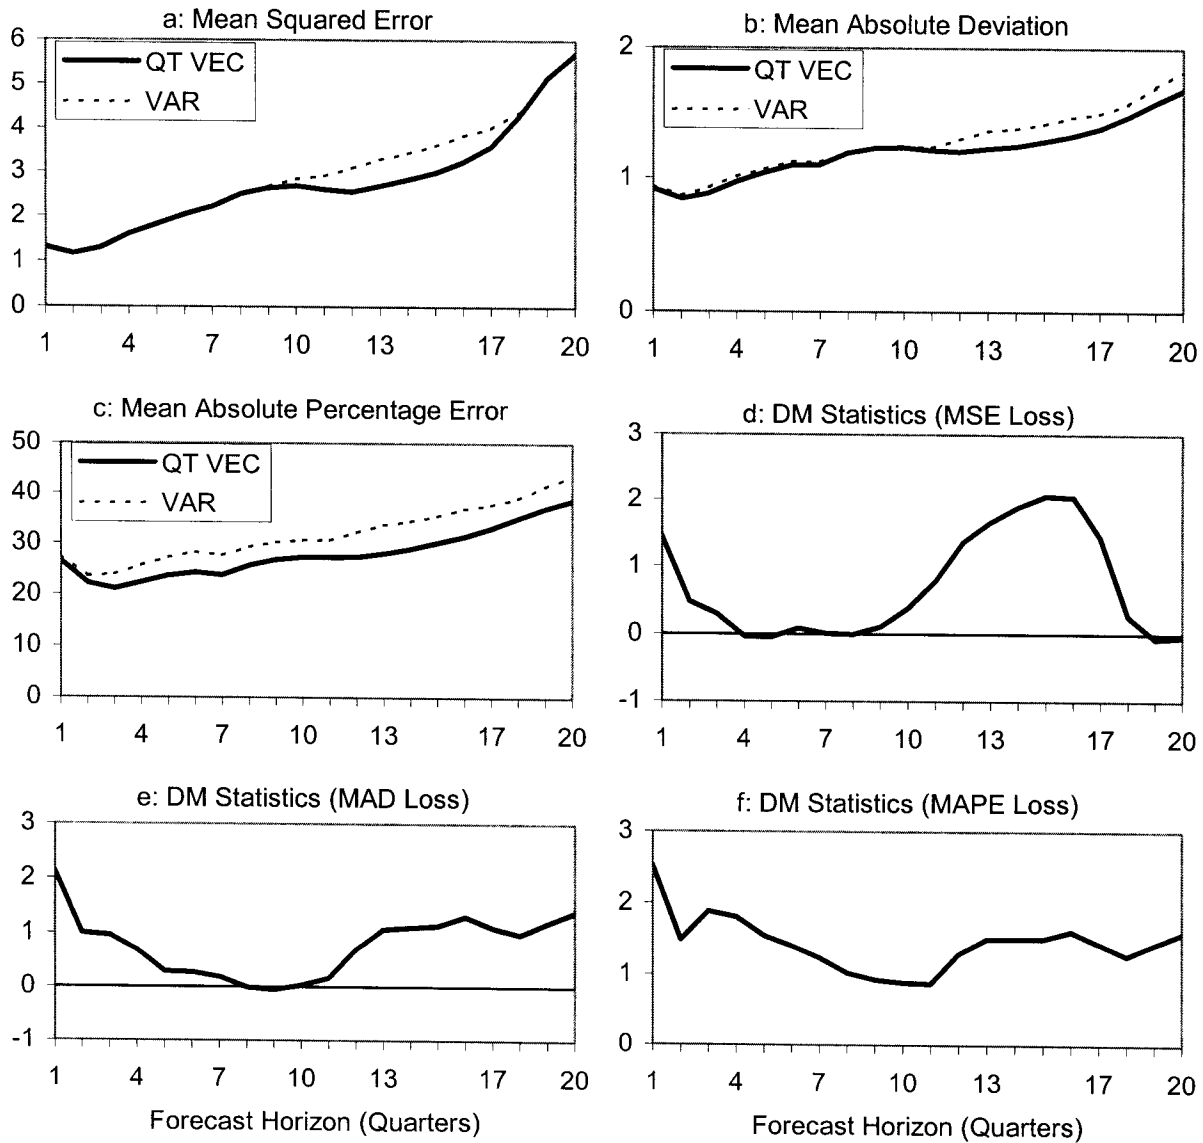 a: Mean Squared Error
6
5
4
3
2
1
0
QT VEC
VAR
1 4 7 10 13 17 20
b: Mean Absolute Deviation
2
1
0
QT VEC
VAR
1 4 7 10 13 17 20
c: Mean Absolute Percentage Error
50
40
30
20
10
0
QT VEC
VAR
1 4 7 10 13 17 20
d: DM Statistics (MSE Loss)
3
2
1
0
-1
1 4 7 10 13 17 20
e: DM Statistics (MAD Loss)
3
2
1
0
-1
1 4 7 10 13 17 20
Forecast Horizon (Quarters)
f: DM Statistics (MAPE Loss)
3
2
1
0
1 4 7 10 13 17 20
Forecast Horizon (Quarters)